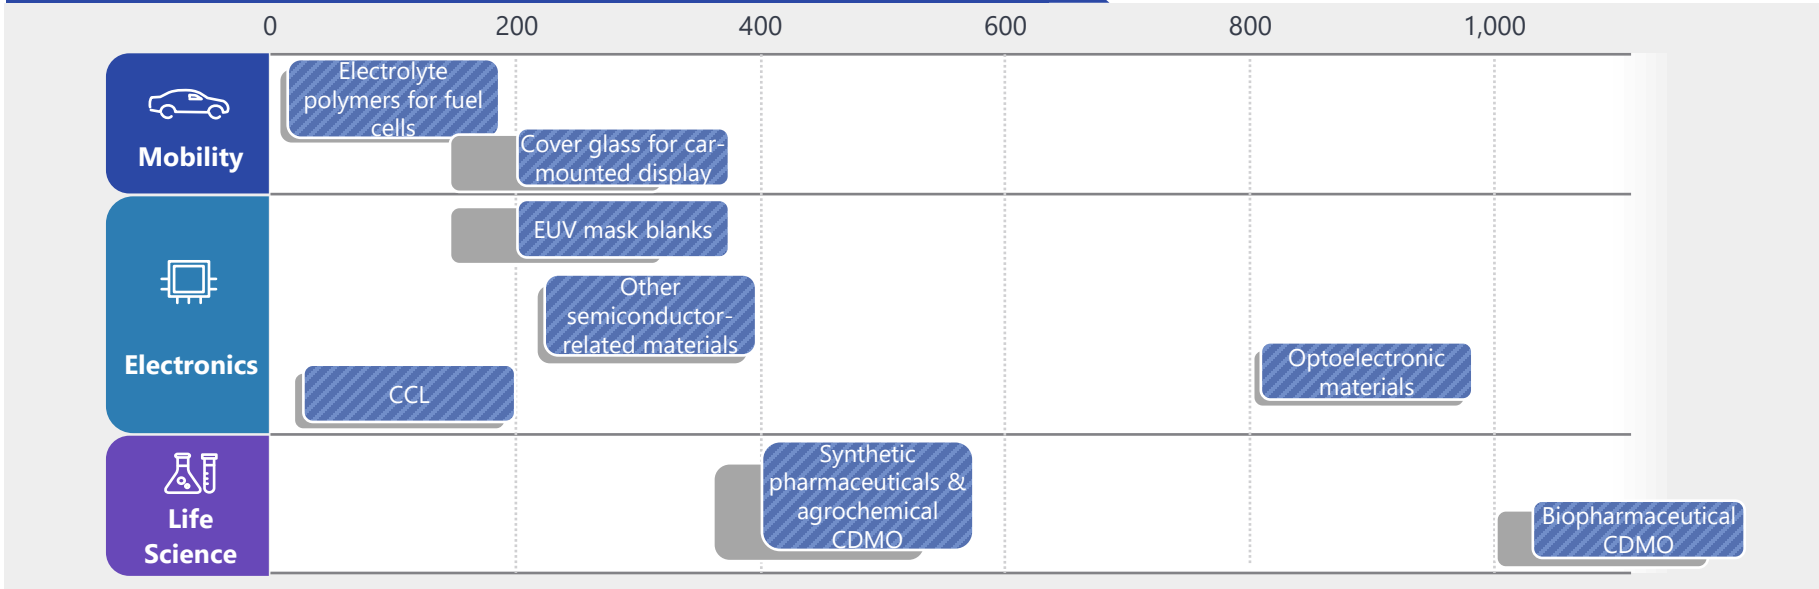 0 200 400 600 800 1,000
Mobility
Electrolyte
polymers for fuel
cells
Cover glass for car-
mounted display
Electronics
EUV mask blanks
Other
semiconductor-
related materials
Optoelectronic
materials
CCL
Life
Science
Synthetic
pharmaceuticals &
agrochemical
CDMO
Biopharmaceutical
CDMO